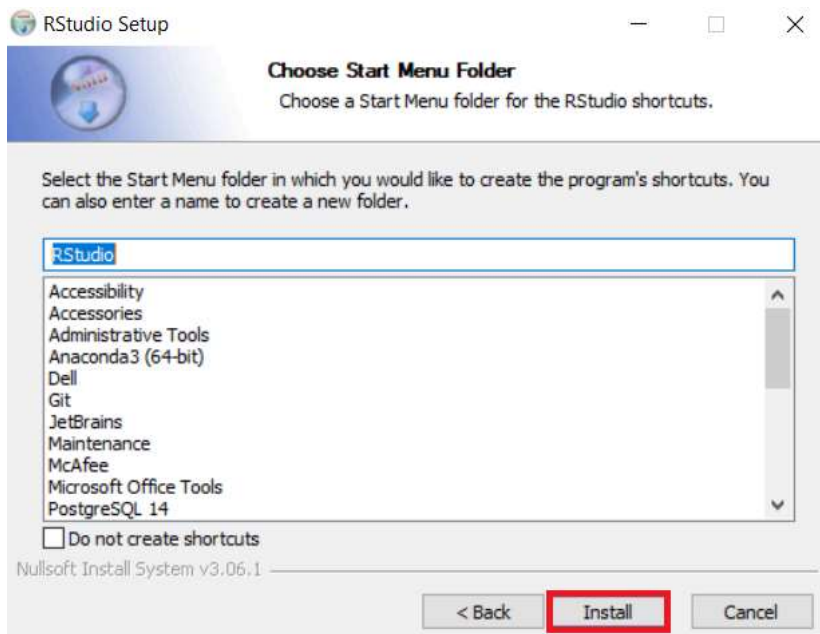 RStudio Setup
Choose Start Menu Folder
Choose a Start Menu folder for the RStudio shortcuts.
Select the Start Menu folder in which you would like to create the program's shortcuts. You
can also enter a name to create a new folder.
RStudio
Accessibility
Accessories
Administrative Tools
Anaconda3 (64-bit)
Dell
Git
JetBrains
Maintenance
McAfee
Microsoft Office Tools
PostgreSQL 14
Do not create shortcuts
Nullsoft Install System v3.06.1
< Back Install Cancel